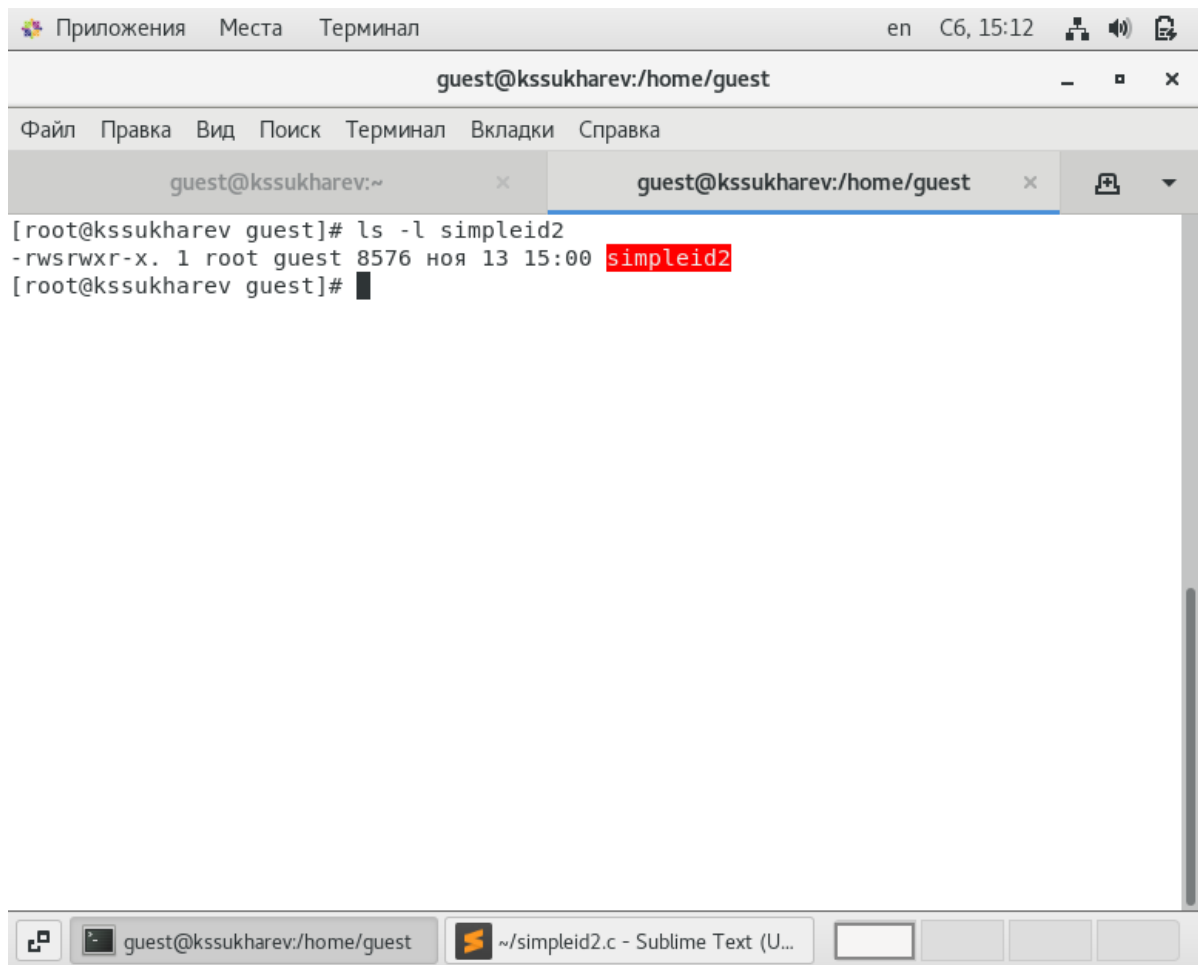 Приложения Места Терминал en Сб, 15:12
guest@kssukharev:/home/guest
Файл Правка Вид Поиск Терминал Вкладки Справка
guest@kssukharev:~ guest@kssukharev:/home/guest
[root@kssukharev guest]# ls -l simpleid2
-rwsrwxr-x. 1 root guest 8576 ноя 13 15:00 simpleid2
[root@kssukharev guest]#
guest@kssukharev:/home/guest ~/simpleid2.c - Sublime Text (U...